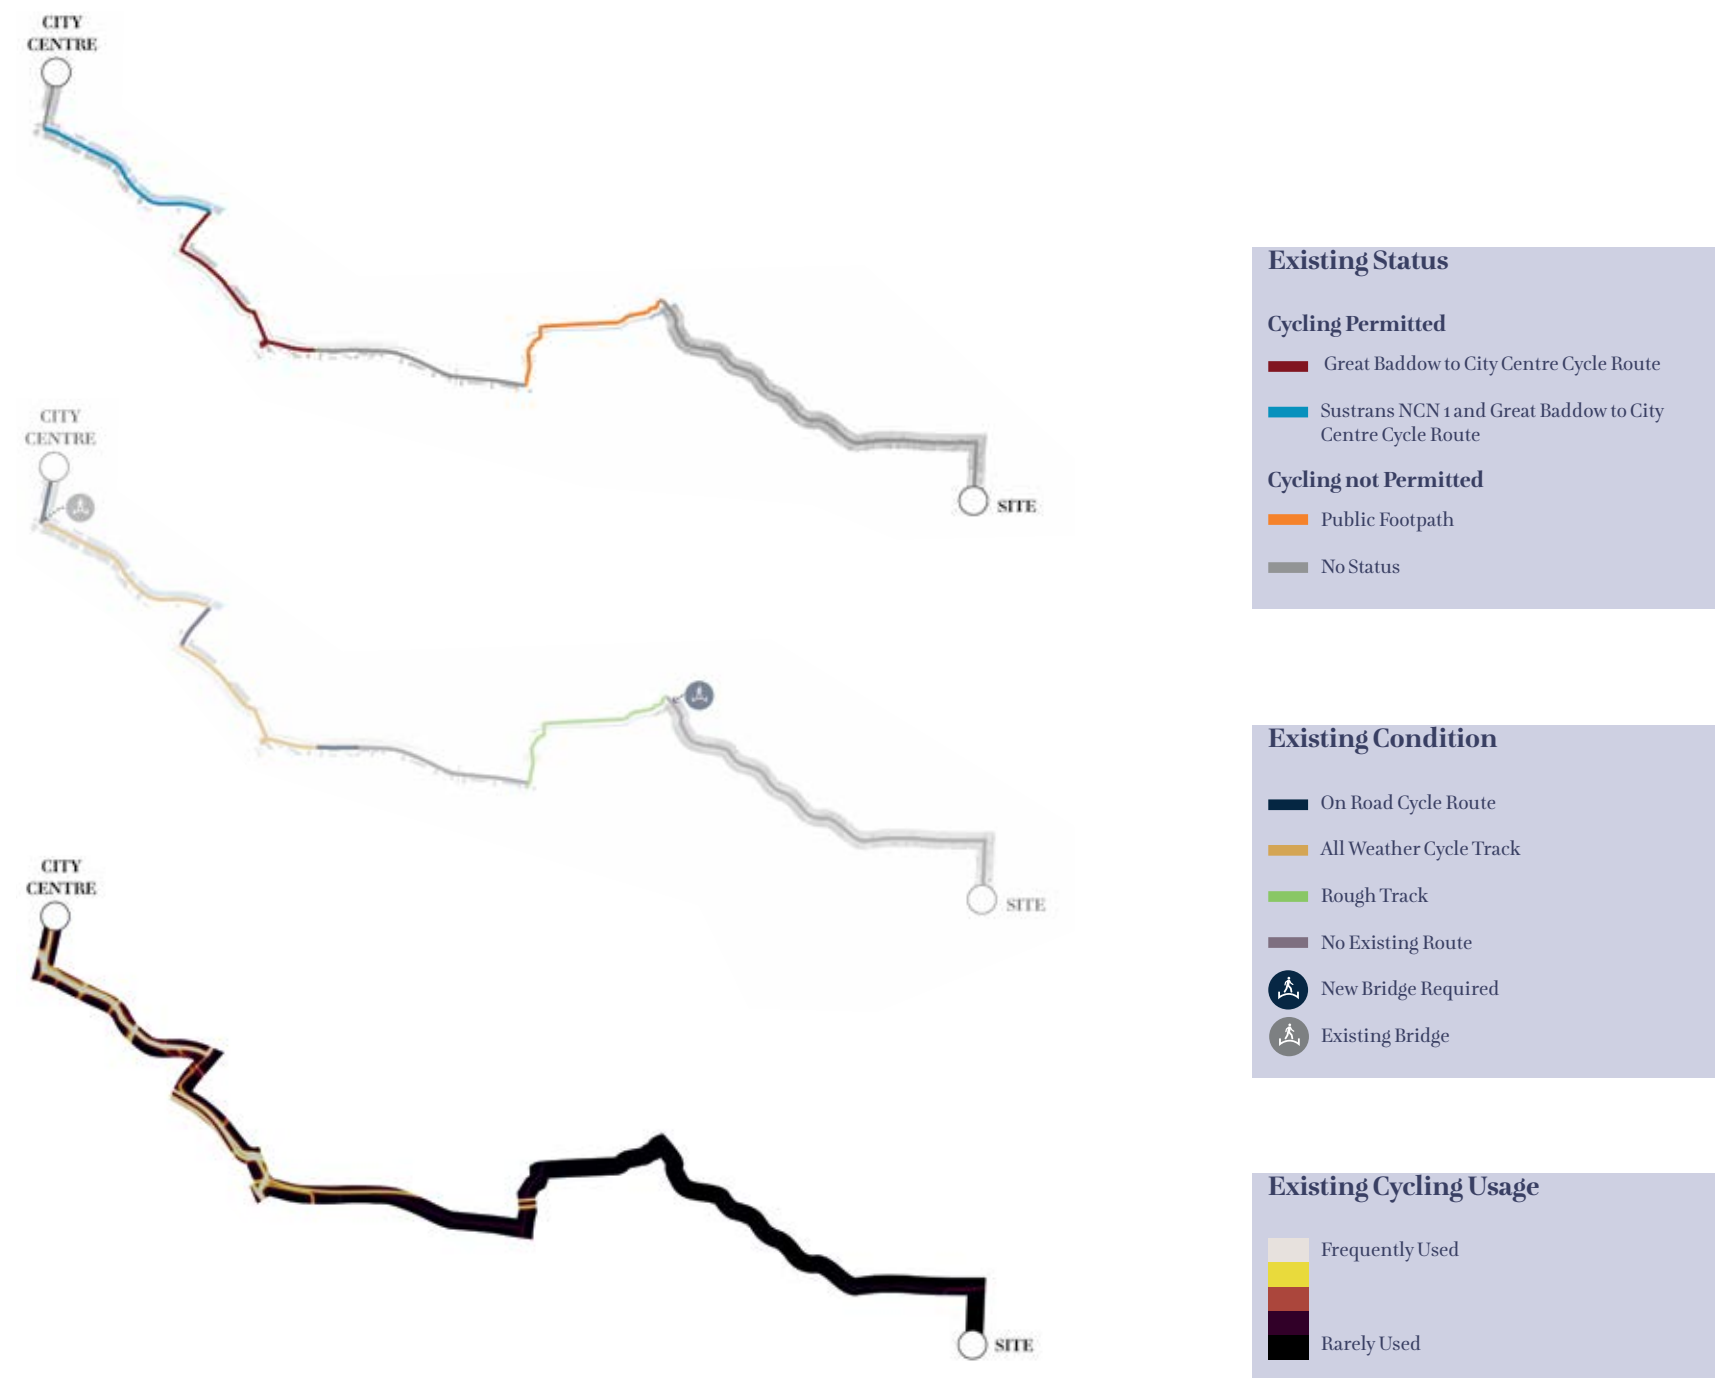 CITY
CENTRE
SITE
CITY
CENTRE
SITE
CITY
CENTRE
SITE
Existing Status
Cycling Permitted
Great Baddow to City Centre Cycle Route
Sustrans NCN 1 and Great Baddow to City
Centre Cycle Route
Cycling not Permitted
Public Footpath
No Status
Existing Condition
On Road Cycle Route
All Weather Cycle Track
Rough Track
No Existing Route
New Bridge Required
Existing Bridge
Existing Cycling Usage
Frequently Used
Rarely Used